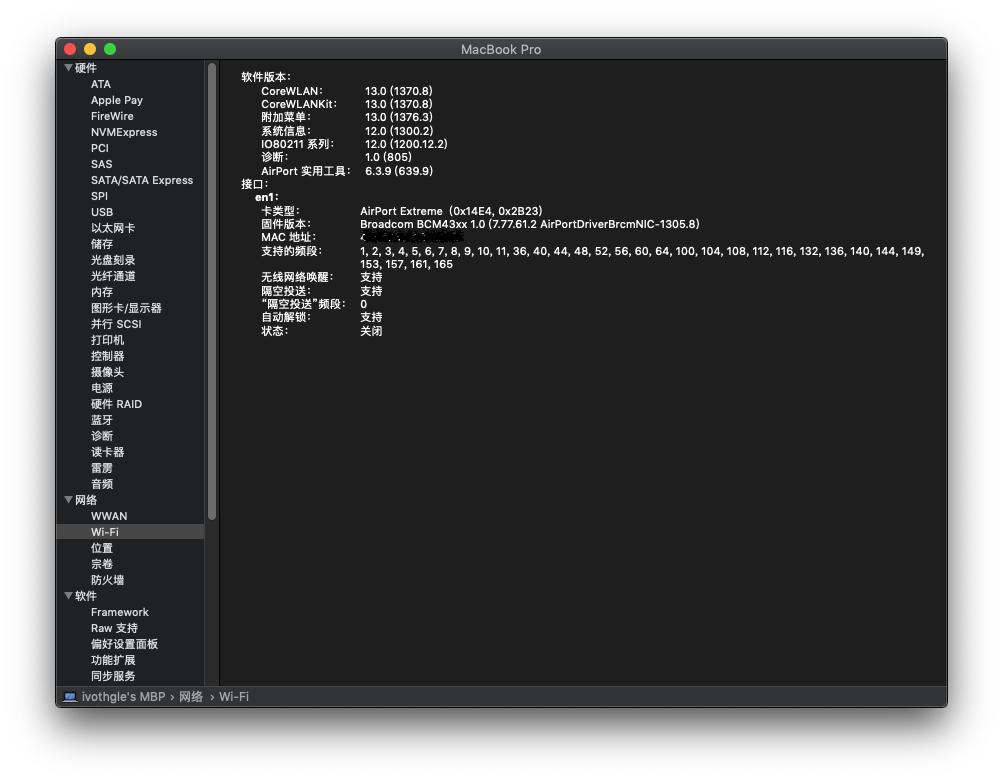 MacBook Pro
硬件
ATA
Apple Pay
FireWire
NVMExpress
PCI
SAS
SATA/SATA Express
SPI
USB
以太网卡
储存
光盘刻录
光纤通道
内存
图形卡/显示器
并行 SCSI
打印机
控制器
摄像头
电源
硬件 RAID
蓝牙
诊断
读卡器
雷雳
音频
网络
WWAN
Wi-Fi
位置
宗卷
防火墙
软件
Framework
Raw 支持
偏好设置面板
功能扩展
同步服务
软件版本:
CoreWLAN: 13.0 (1370.8)
CoreWLANKit: 13.0 (1370.8)
附加菜单: 13.0 (1376.3)
系统信息: 12.0 (1300.2)
IO80211 系列: 12.0 (1200.12.2)
诊断: 1.0 (805)
AirPort 实用工具: 6.3.9 (639.9)
接口:
en1:
卡类型: AirPort Extreme (0x14E4, 0x2B23)
固件版本: Broadcom BCM43xx 1.0 (7.77.61.2 AirPortDriverBrcmNIC-1305.8)
MAC 地址:
支持的频段: 1, 2, 3, 4, 5, 6, 7, 8, 9, 10, 11, 36, 40, 44, 48, 52, 56, 60, 64, 100, 104, 108, 112, 116, 132, 136, 140, 144, 149,
153, 157, 161, 165
无线网络唤醒: 支持
隔空投送: 支持
“隔空投送”频段: 0
自动解锁: 支持
状态: 关闭
ivothgle's MBP › 网络 › Wi-Fi